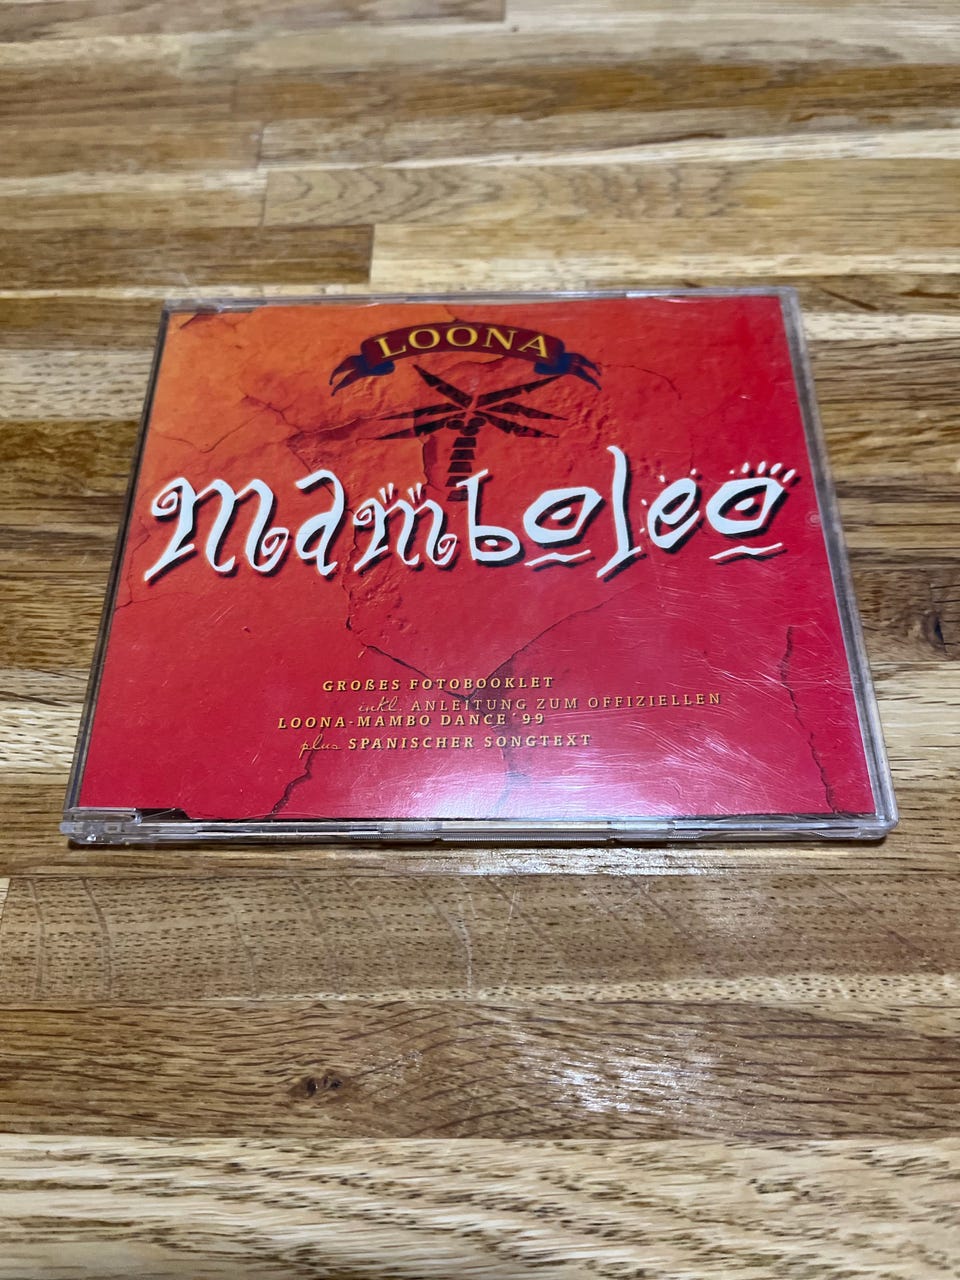 LOONA
mamboleo
GROßES FOTOBOOKLET
inkl. ANLEITUNG ZUM OFFIZIELLEN
LOONA-MAMBO DANCE '99
plus SPANISCHER SONGTEXT